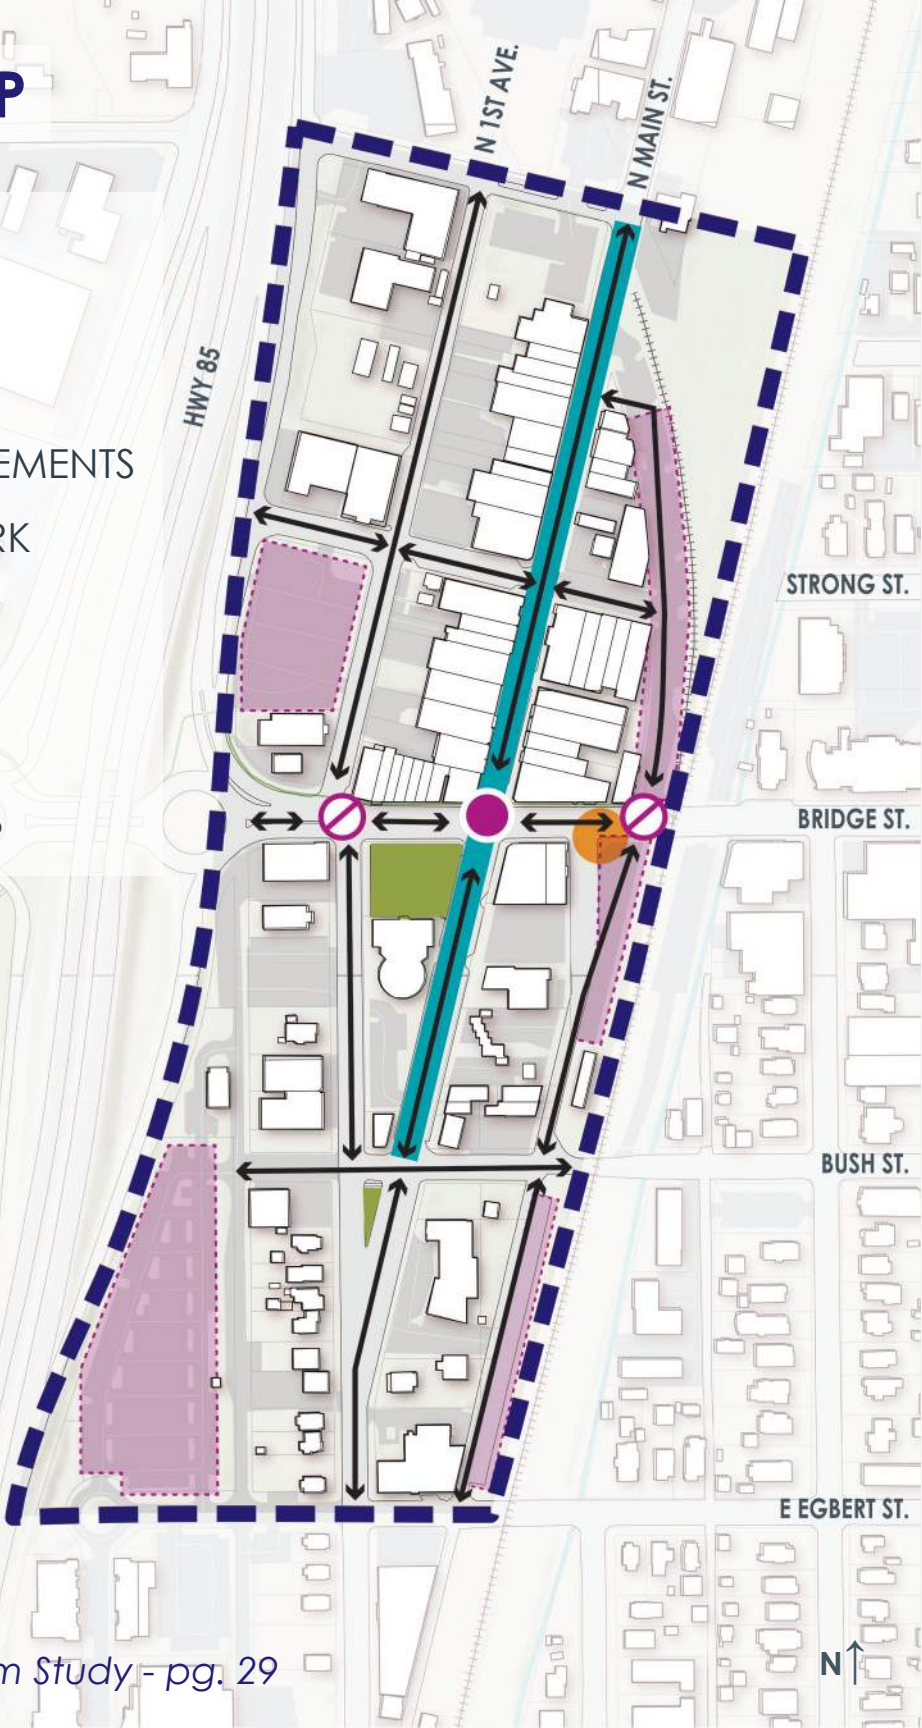 P
N 1ST AVE.
N MAIN ST.
HWY 85
EMENTS
RK
STRONG ST.
S
BRIDGE ST.
BUSH ST.
E EGBERT ST.
m Study - pg. 29
N↑